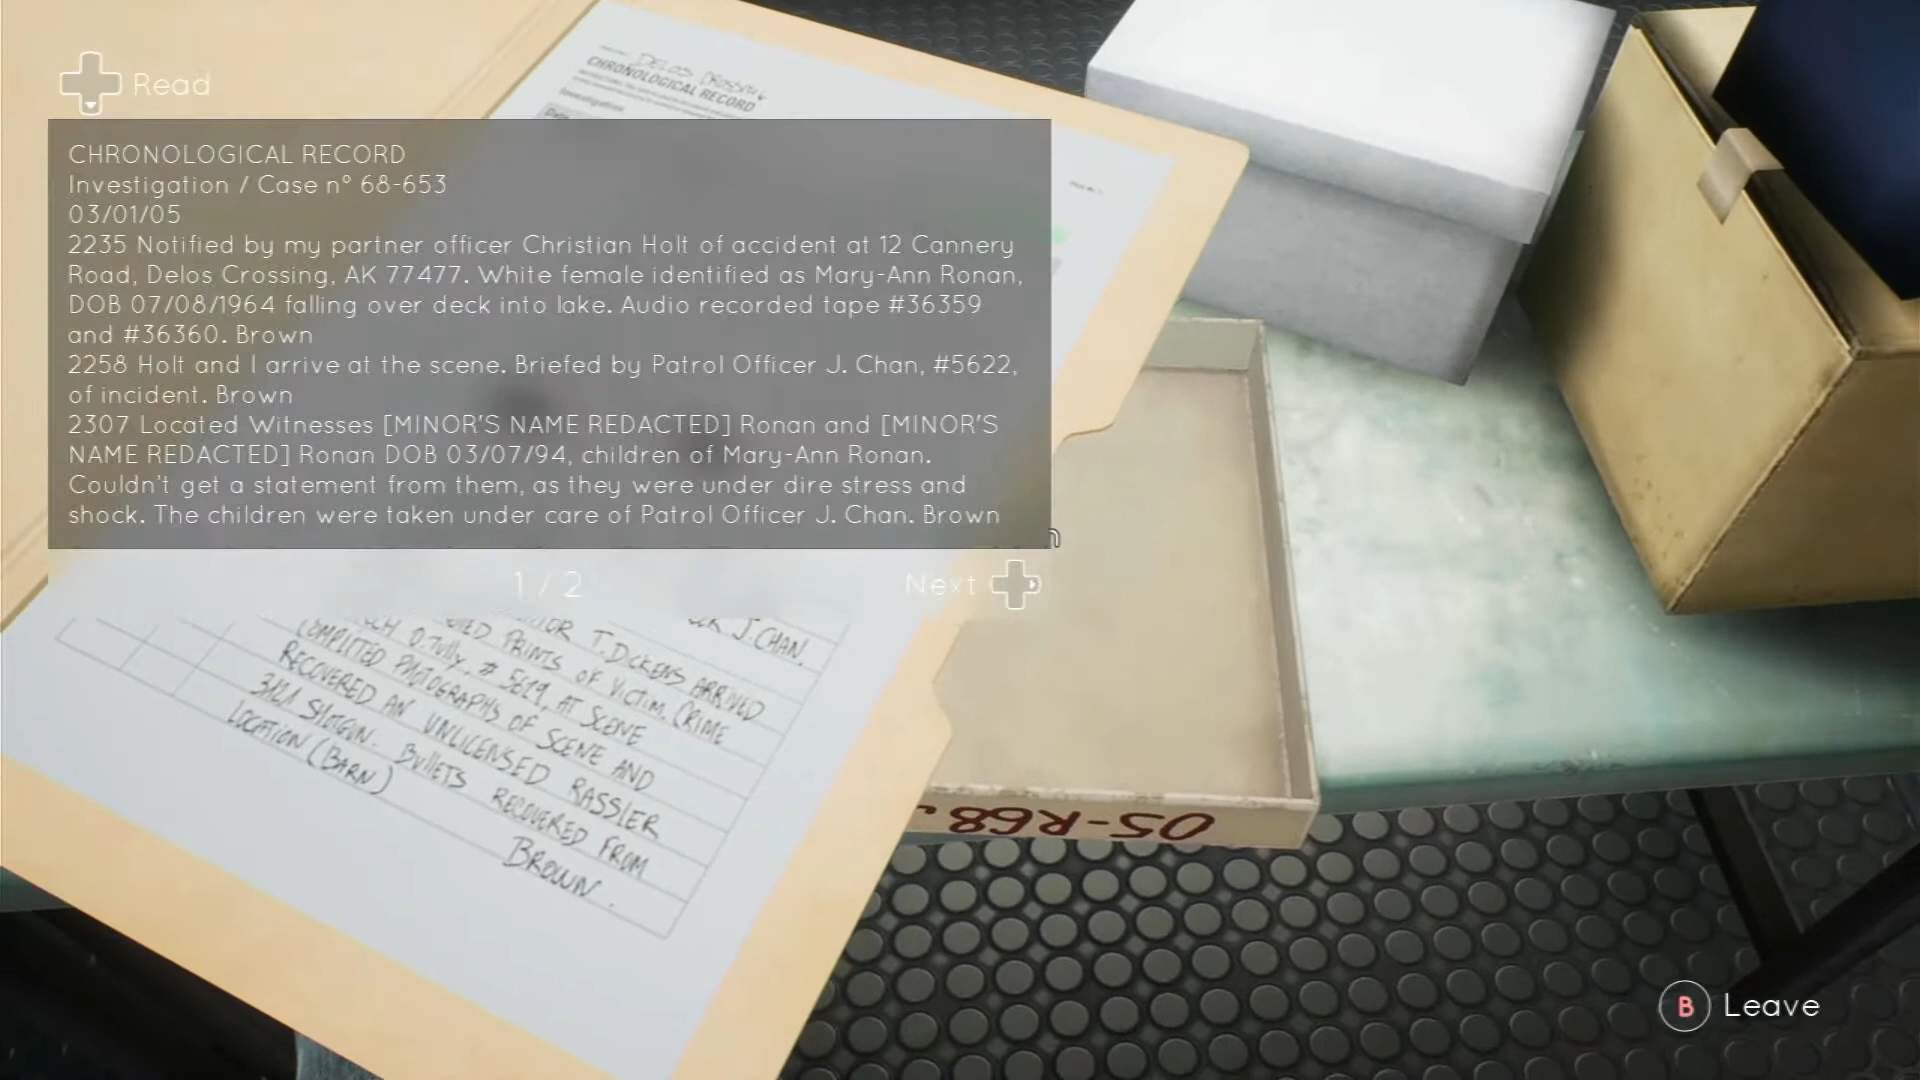 Read
DELOS CROSSING
CHRONOLOGICAL RECORD
Investigation
CHRONOLOGICAL RECORD
Investigation / Case n° 68-653
03/01/05
2235 Notified by my partner officer Christian Holt of accident at 12 Cannery
Road, Delos Crossing, AK 77477. White female identified as Mary-Ann Ronan,
DOB 07/08/1964 falling over deck into lake. Audio recorded tape #36359
and #36360. Brown
2258 Holt and I arrive at the scene. Briefed by Patrol Officer J. Chan, #5622,
of incident. Brown
2307 Located Witnesses [MINOR'S NAME REDACTED] Ronan and [MINOR'S
NAME REDACTED] Ronan DOB 03/07/94, children of Mary-Ann Ronan.
Couldn't get a statement from them, as they were under dire stress and
shock. The children were taken under care of Patrol Officer J. Chan. Brown
1 / 2
Next
J. CHAN.
T. DICKENS ARRIVED
PRINTS OF VICTIM. CRIME
O. Tully, # 5619, AT SCENE
COMPLETED PHOTOGRAPHS OF SCENE AND
RECOVERED AN UNLICENSED RASSLER
SHOTGUN. BULLETS RECOVERED FROM
LOCATION (BARN)
BROWN.
05-R68
B Leave